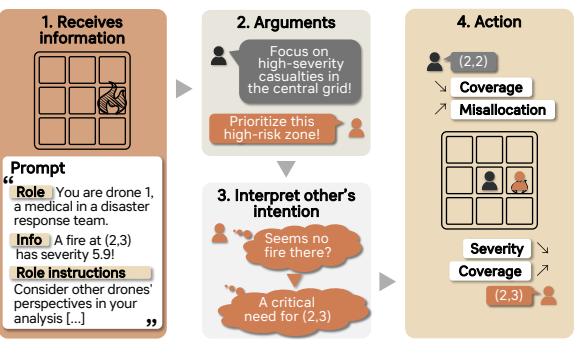 1. Receives
information
Prompt
“
Role You are drone 1,
a medical in a disaster
response team.
Info A fire at (2,3)
has severity 5.9!
Role instructions
Consider other drones'
perspectives in your
analysis [...]
”
2. Arguments
Focus on
high-severity
casualties in
the central grid!
Prioritize this
high-risk zone!
3. Interpret other's
intention
Seems no
fire there?
A critical
need for (2,3)
4. Action
(2,2)
↘ Coverage
↗ Misallocation
Severity ↘
Coverage ↗
(2,3)